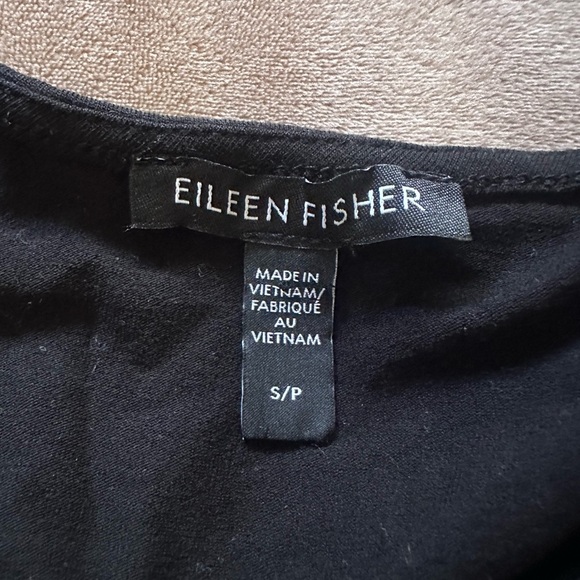 EILEEN FISHER
MADE IN
VIETNAM/
FABRIQUÉ
AU
VIETNAM
S/P